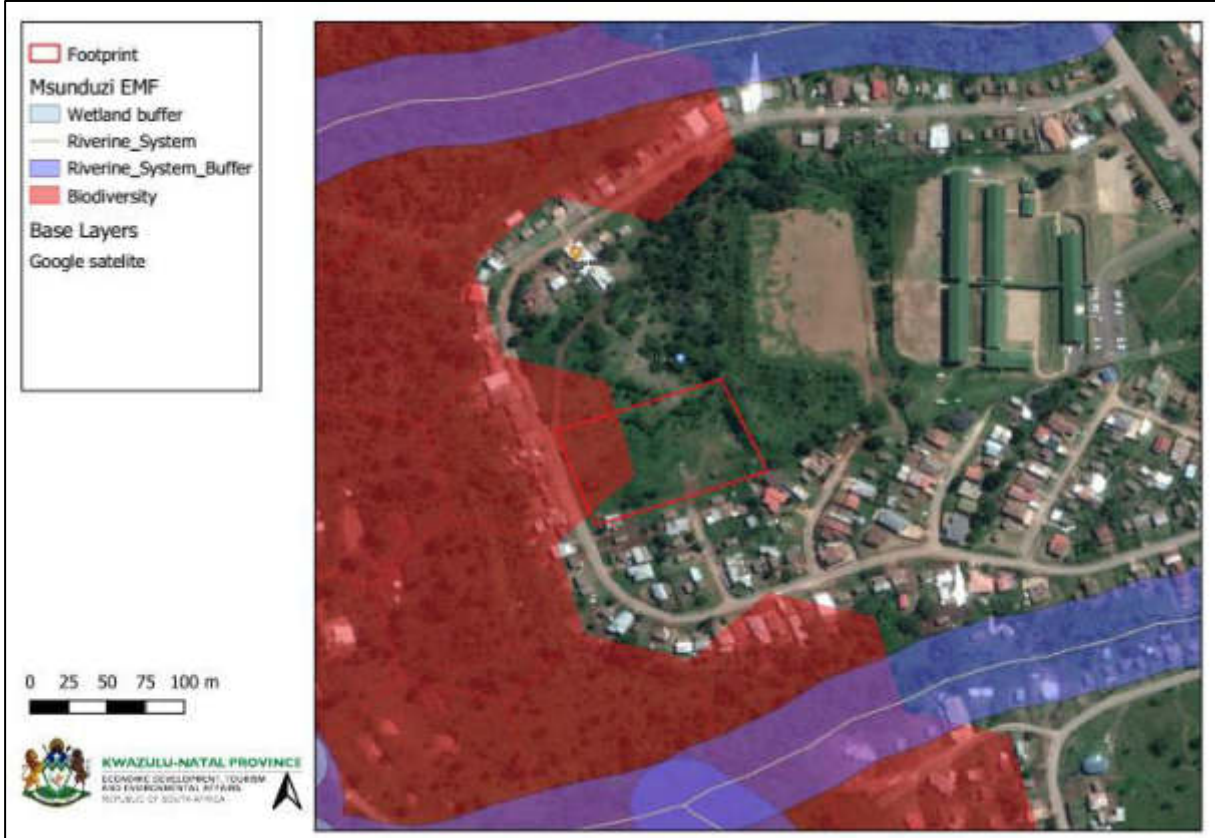 Footprint
Msunduzi EMF
Wetland buffer
Riverine_System
Riverine_System_Buffer
Biodiversity
Base Layers
Google satelite
0 25 50 75 100 m
KWAZULU-NATAL PROVINCE
ECONOMIC DEVELOPMENT, TOURISM
AND ENVIRONMENTAL AFFAIRS
REPUBLIC OF SOUTH AFRICA